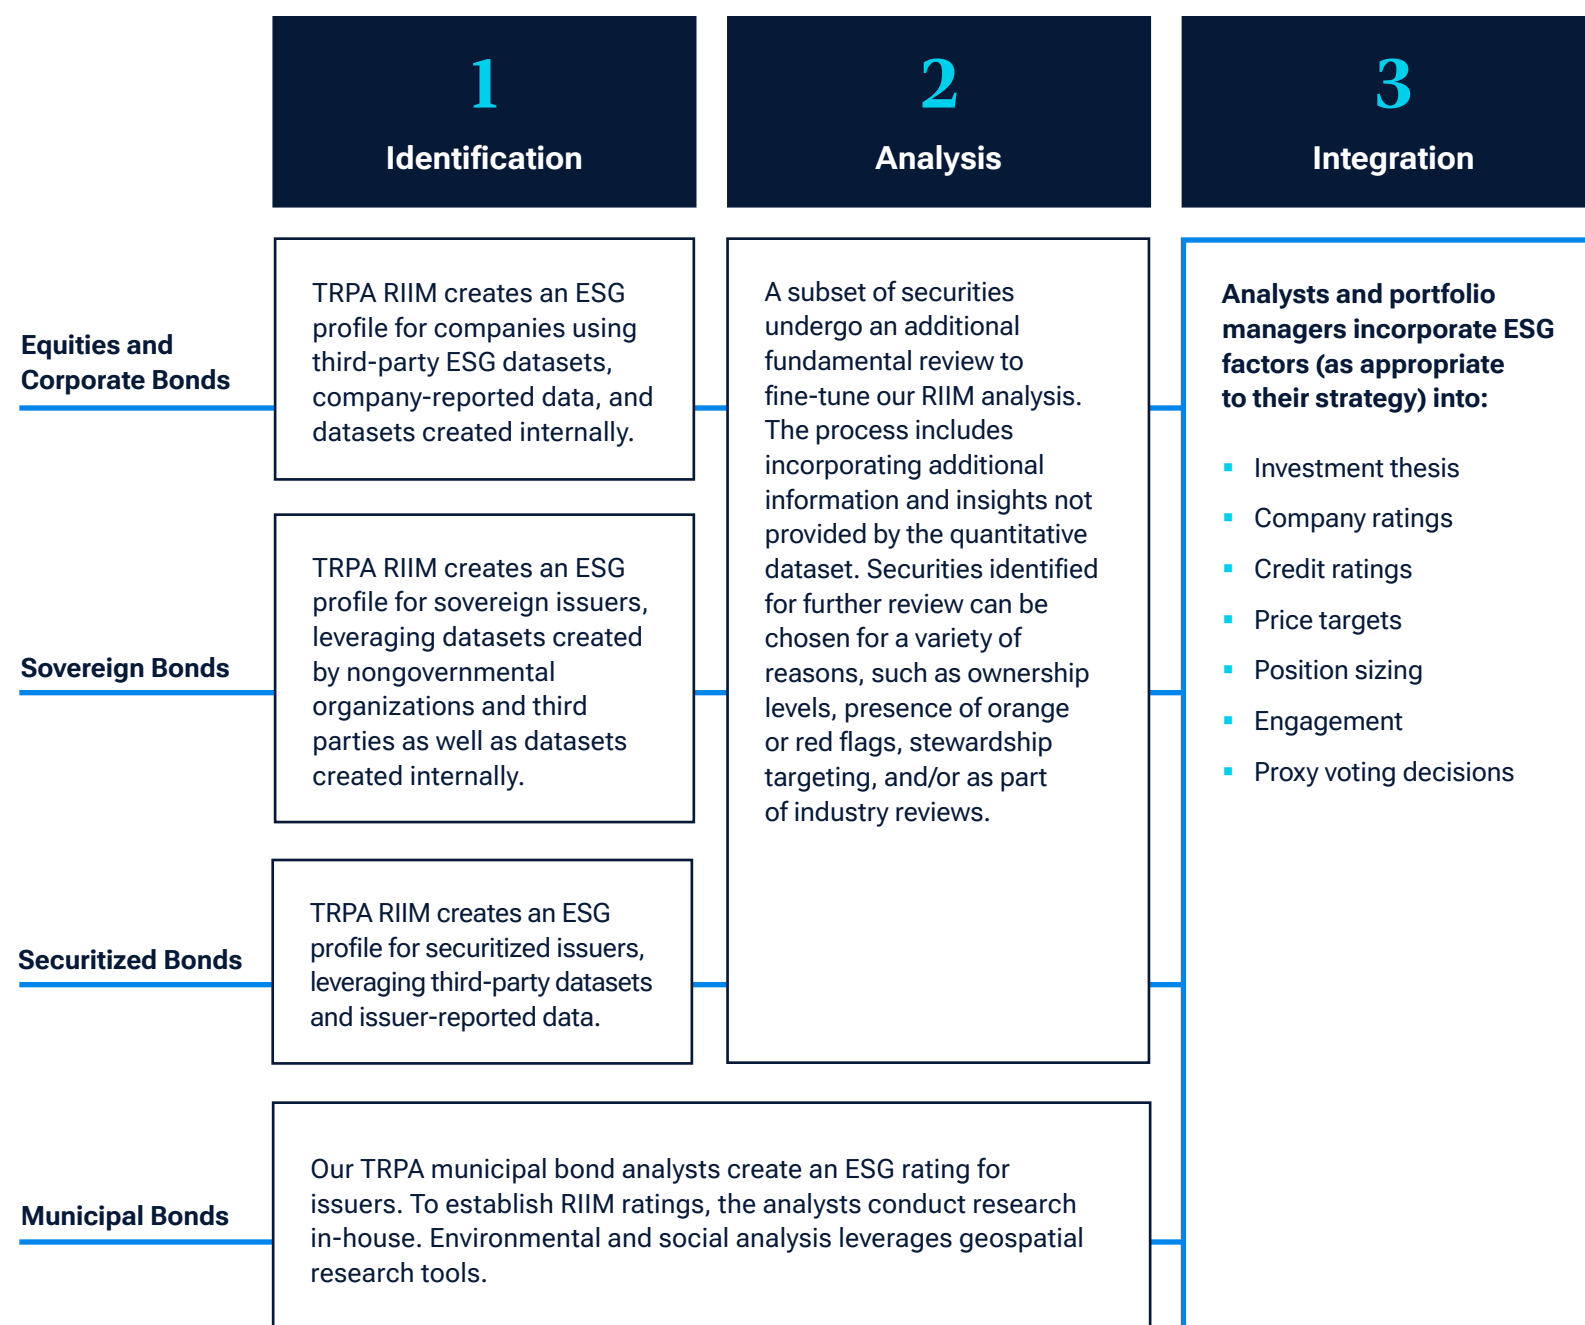 1
Identification
2
Analysis
3
Integration
Equities and
Corporate Bonds
TRPA RIIM creates an ESG
profile for companies using
third-party ESG datasets,
company-reported data, and
datasets created internally.
Sovereign Bonds
TRPA RIIM creates an ESG
profile for sovereign issuers,
leveraging datasets created
by nongovernmental
organizations and third
parties as well as datasets
created internally.
Securitized Bonds
TRPA RIIM creates an ESG
profile for securitized issuers,
leveraging third-party datasets
and issuer-reported data.
A subset of securities
undergo an additional
fundamental review to
fine-tune our RIIM analysis.
The process includes
incorporating additional
information and insights not
provided by the quantitative
dataset. Securities identified
for further review can be
chosen for a variety of
reasons, such as ownership
levels, presence of orange
or red flags, stewardship
targeting, and/or as part
of industry reviews.
Municipal Bonds
Our TRPA municipal bond analysts create an ESG rating for
issuers. To establish RIIM ratings, the analysts conduct research
in-house. Environmental and social analysis leverages geospatial
research tools.
Analysts and portfolio
managers incorporate ESG
factors (as appropriate
to their strategy) into:
▪ Investment thesis
▪ Company ratings
▪ Credit ratings
▪ Price targets
▪ Position sizing
▪ Engagement
▪ Proxy voting decisions